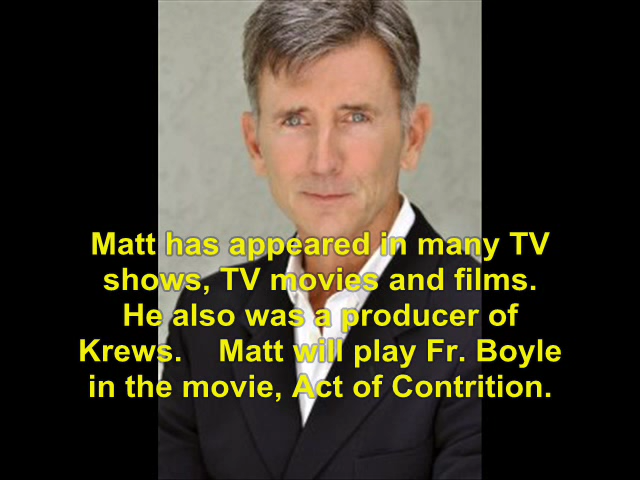 Matt has appeared in many TV
shows, TV movies and films.
He also was a producer of
Krews.    Matt will play Fr. Boyle
in the movie, Act of Contrition.